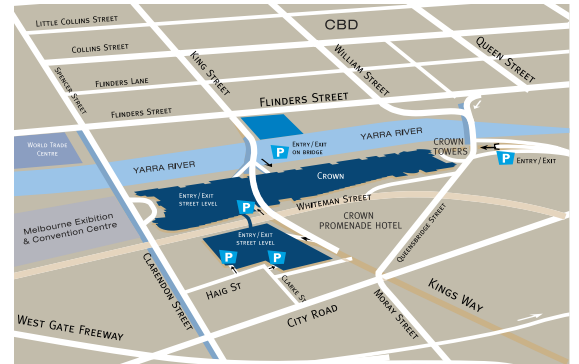 CBD
LITTLE COLLINS STREET
COLLINS STREET
FLINDERS LANE
FLINDERS STREET
SPENCER STREET
KING STREET
WILLIAM STREET
QUEEN STREET
FLINDERS STREET
WORLD TRADE
CENTRE
YARRA RIVER
P
ENTRY/EXIT
ON BRIDGE
YARRA RIVER
CROWN
TOWERS
P
ENTRY/EXIT
CROWN
ENTRY/EXIT
STREET LEVEL
P
WHITEMAN STREET
Melbourne Exibition
& Convention Centre
ENTRY/EXIT
STREET LEVEL
P
P
CROWN
PROMENADE HOTEL
QUEENSBRIDGE STREET
CLARENDON STREET
HAIG ST
CLARKE ST
CITY ROAD
MORAY STREET
KINGS WAY
WEST GATE FREEWAY